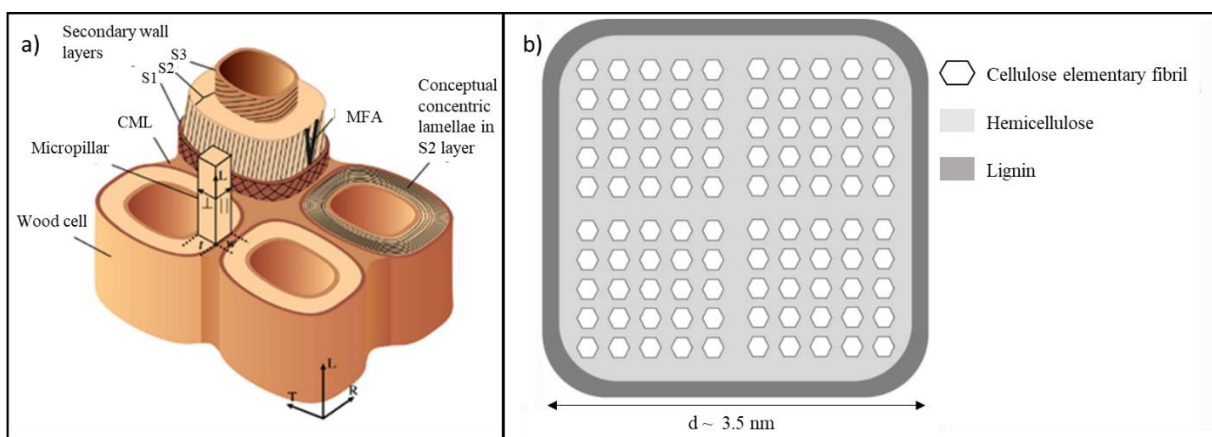 a)
Secondary wall
layers
S3
S2
S1
CML
Micropillar
Wood cell
MFA
Conceptual
concentric
lamellae in
S2 layer
L
⊥
||
t
w
L
T
R
b)
d ~ 3.5 nm
Cellulose elementary fibril
Hemicellulose
Lignin